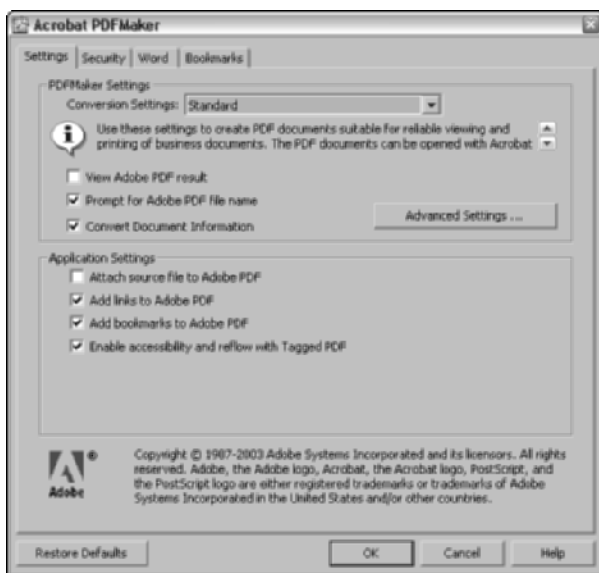 Acrobat PDFMaker
Settings Security Word Bookmarks
PDFMaker Settings
Conversion Settings: Standard
Use these settings to create PDF documents suitable for reliable viewing and
printing of business documents. The PDF documents can be opened with Acrobat
View Adobe PDF result
Prompt for Adobe PDF file name
Advanced Settings ...
Convert Document Information
Application Settings
Attach source file to Adobe PDF
Add links to Adobe PDF
Add bookmarks to Adobe PDF
Enable accessibility and reflow with Tagged PDF
Copyright © 1987-2003 Adobe Systems Incorporated and its licensors. All rights
reserved. Adobe, the Adobe logo, Acrobat, the Acrobat logo, PostScript, and
the PostScript logo are either registered trademarks or trademarks of Adobe
Systems Incorporated in the United States and/or other countries.
® Adobe
Restore Defaults OK Cancel Help